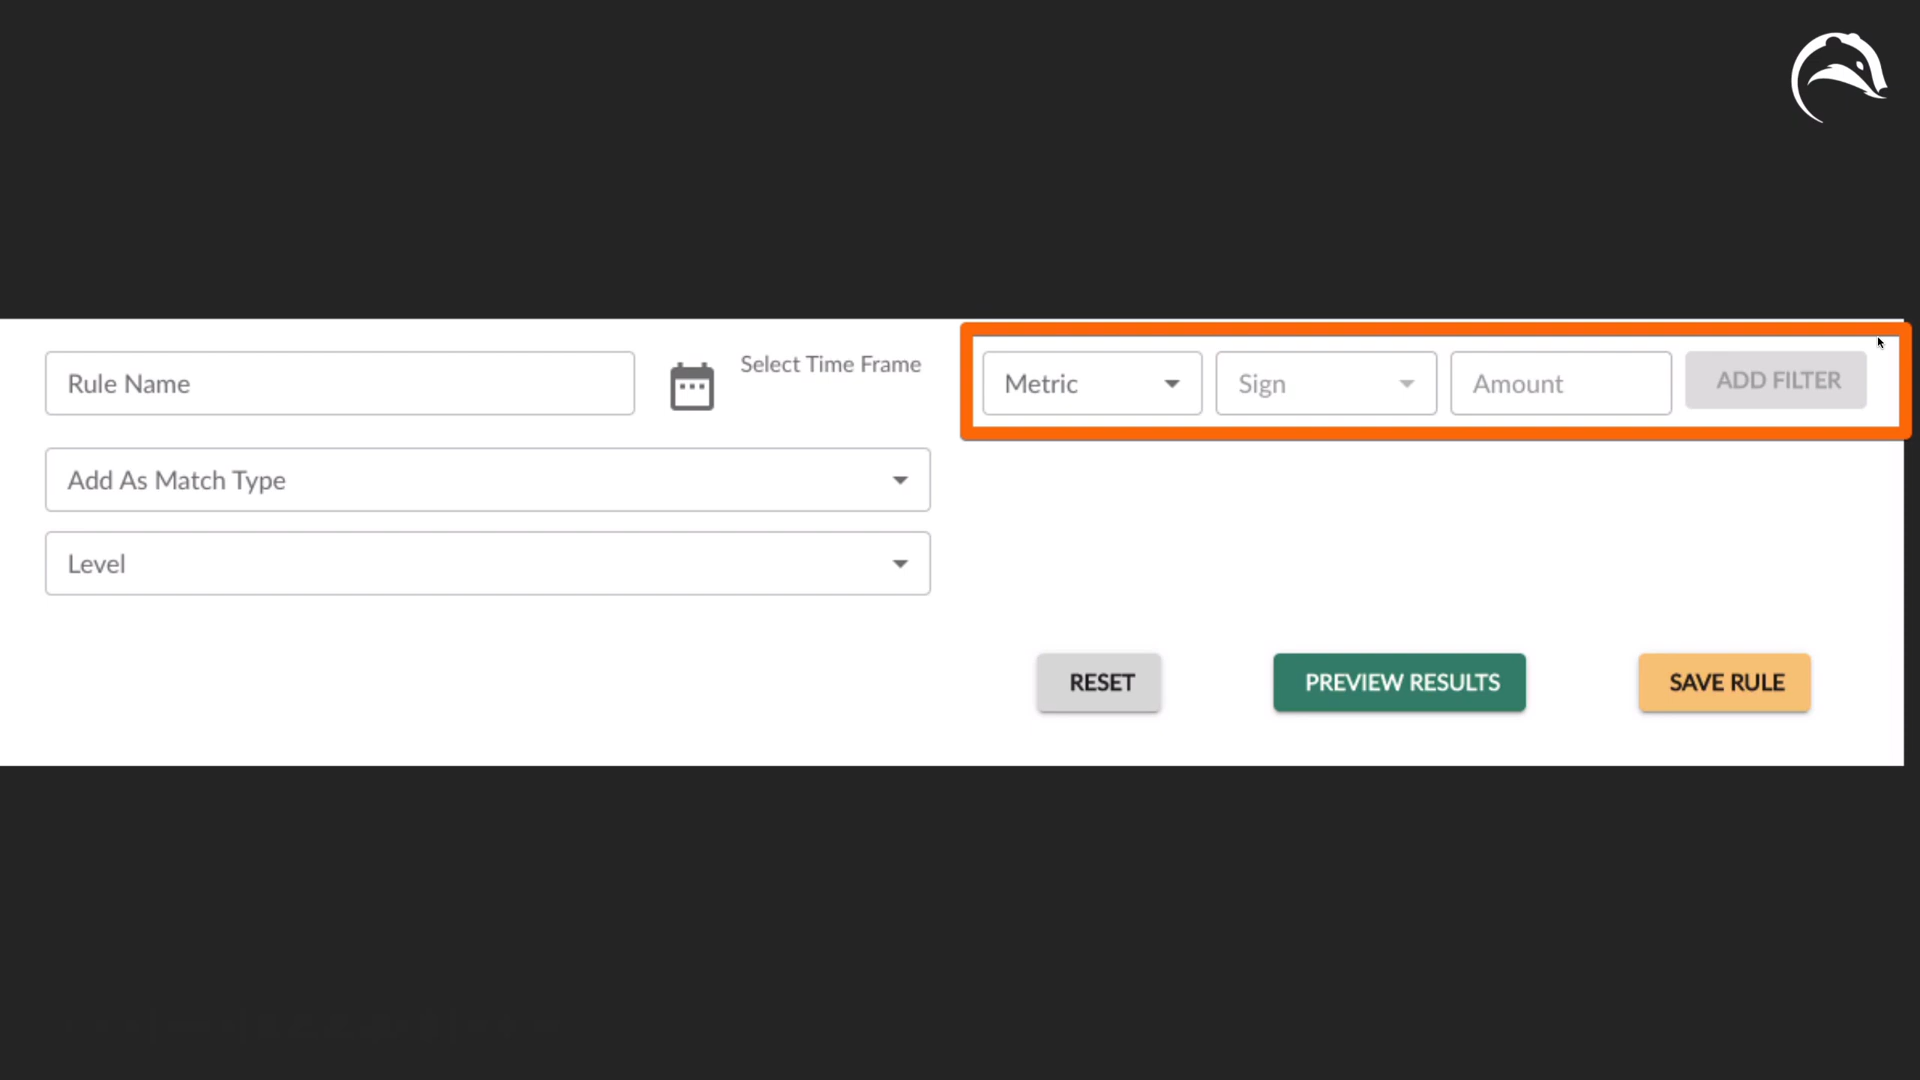 Rule Name
Select Time Frame
Metric
Sign
Amount
ADD FILTER
Add As Match Type
Level
RESET
PREVIEW RESULTS
SAVE RULE